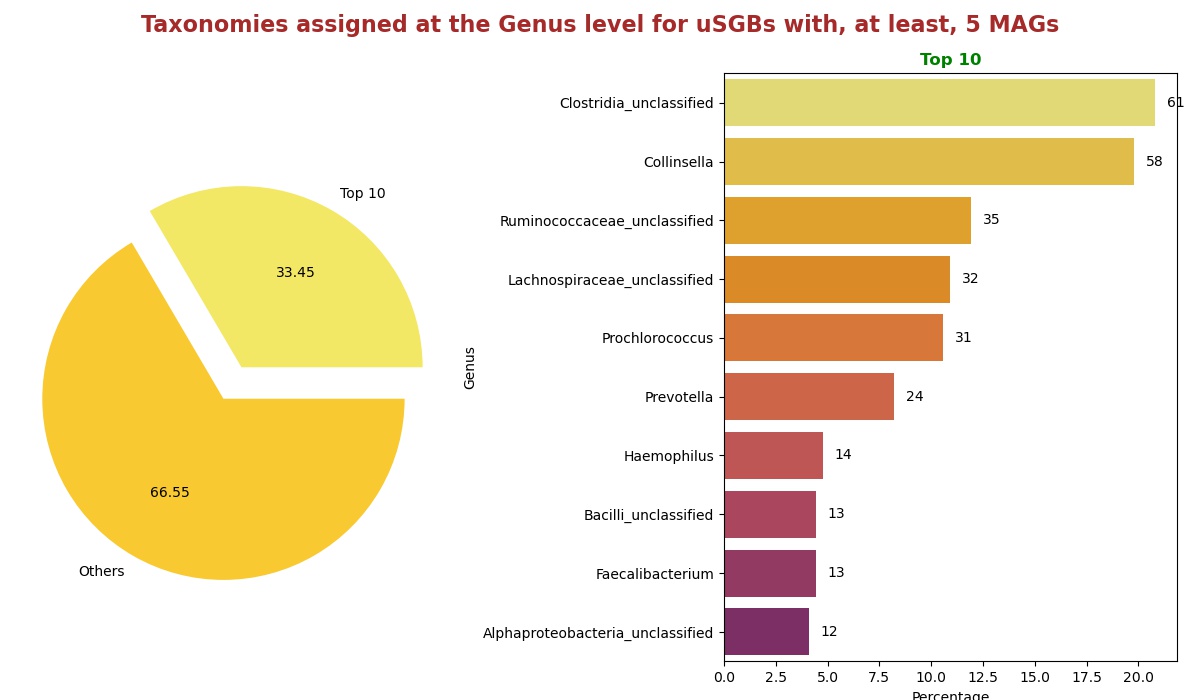 Taxonomies assigned at the Genus level for uSGBs with, at least, 5 MAGs
Top 10
33.45
66.55
Others
Top 10
Genus
Clostridia_unclassified 61
Collinsella 58
Ruminococcaceae_unclassified 35
Lachnospiraceae_unclassified 32
Prochlorococcus 31
Prevotella 24
Haemophilus 14
Bacilli_unclassified 13
Faecalibacterium 13
Alphaproteobacteria_unclassified 12
0.0 2.5 5.0 7.5 10.0 12.5 15.0 17.5 20.0
Percentage